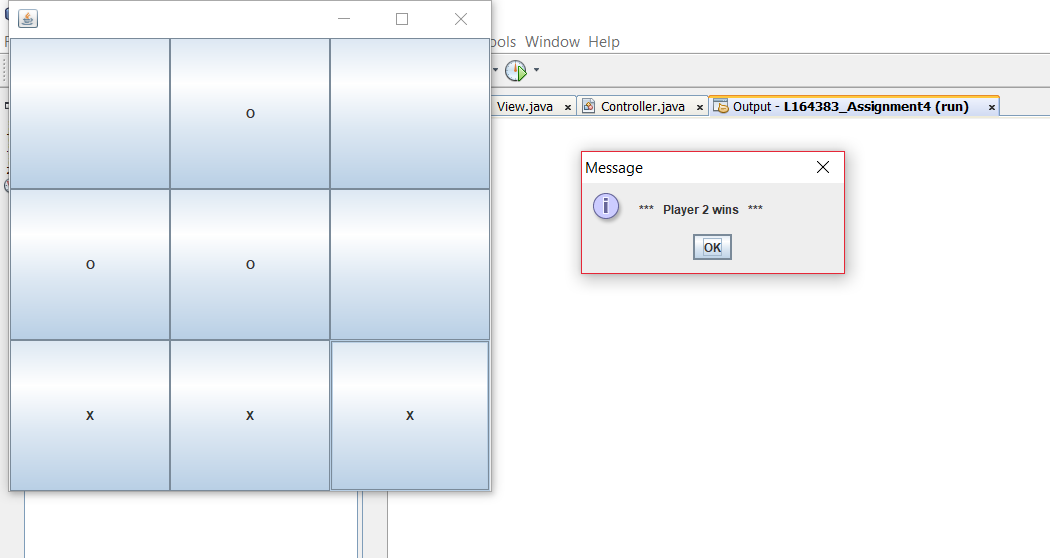 ools Window Help
View.java × Controller.java × Output - L164383_Assignment4 (run) ×
o
Message
*** Player 2 wins ***
o o
OK
x x x